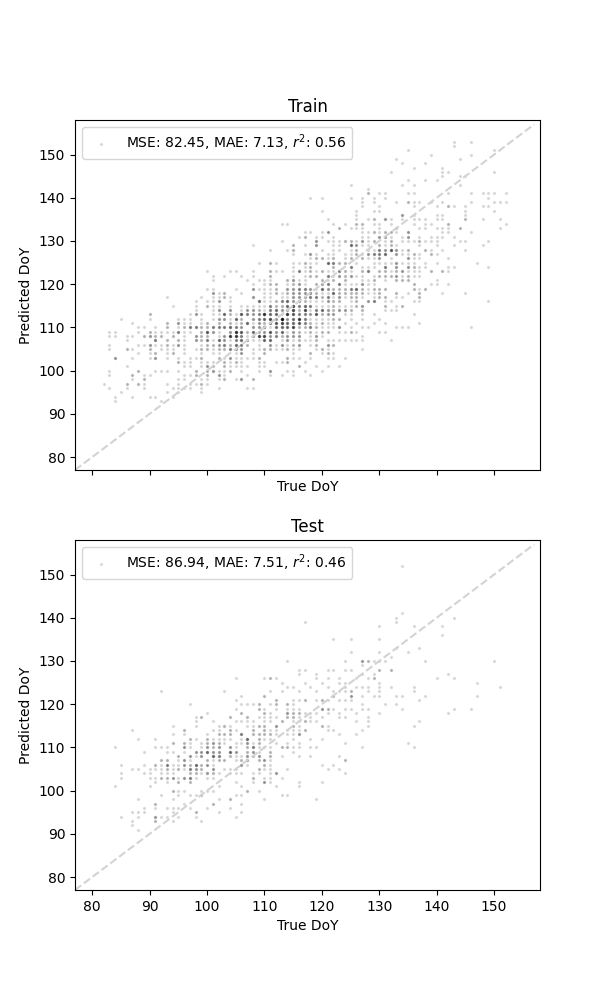 Train
MSE: 82.45, MAE: 7.13, r²: 0.56
150
140
130
120
110
100
90
80
Predicted DoY
True DoY
Test
MSE: 86.94, MAE: 7.51, r²: 0.46
150
140
130
120
110
100
90
80
Predicted DoY
80 90 100 110 120 130 140 150
True DoY